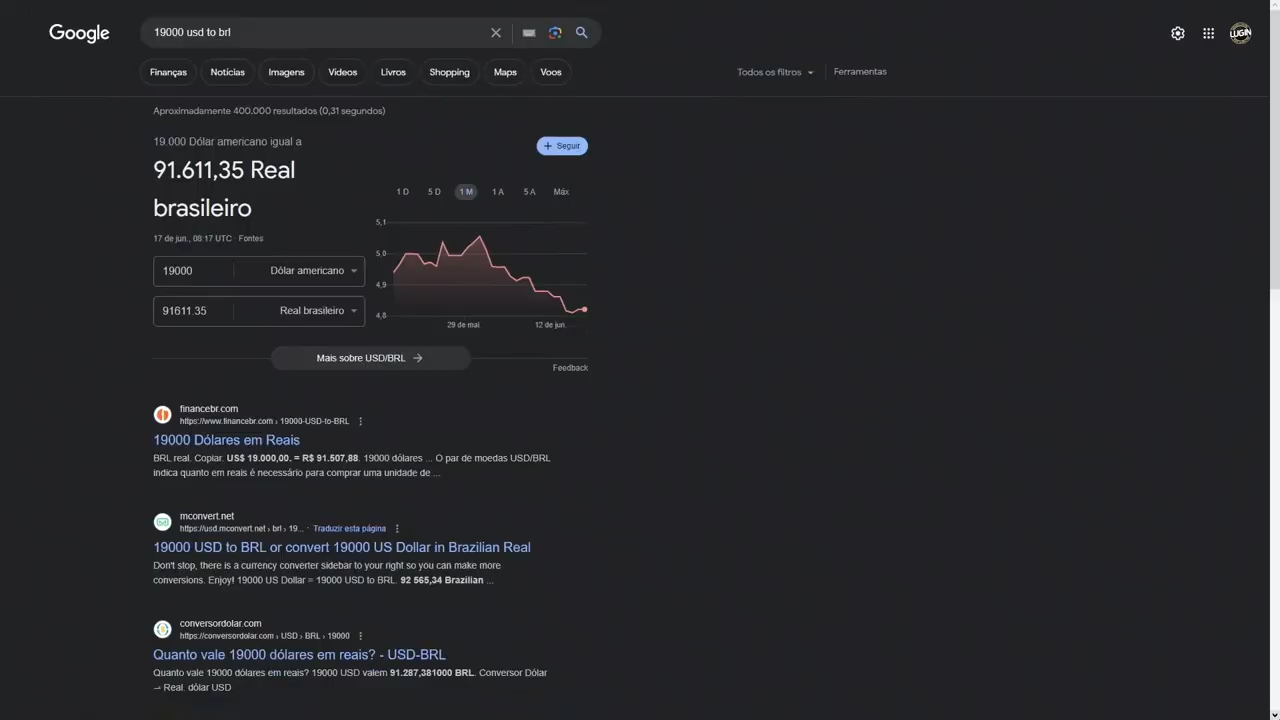 Google
19000 usd to brl
LUGIN
Finanças
Notícias
Imagens
Vídeos
Livros
Shopping
Maps
Voos
Todos os filtros
Ferramentas
Aproximadamente 400.000 resultados (0,31 segundos)
19.000 Dólar americano igual a
91.611,35 Real
brasileiro
17 de jun., 08:17 UTC · Fontes
+ Seguir
1 D
5 D
1 M
1 A
5 A
Máx
19000
Dólar americano
91611.35
Real brasileiro
5,1
5,0
4,9
4,8
29 de mai
12 de jun.
Mais sobre USD/BRL →
Feedback
financebr.com
https://www.financebr.com › 19000-USD-to-BRL
19000 Dólares em Reais
BRL real. Copiar. US$ 19.000,00. = R$ 91.507,88. 19000 dólares ... O par de moedas USD/BRL
indica quanto em reais é necessário para comprar uma unidade de ...
mconvert.net
https://usd.mconvert.net › brl › 19... · Traduzir esta página
19000 USD to BRL or convert 19000 US Dollar in Brazilian Real
Don't stop, there is a currency converter sidebar to your right so you can make more
conversions. Enjoy! 19000 US Dollar = 19000 USD to BRL. 92 565,34 Brazilian ...
conversordolar.com
https://conversordolar.com › USD › BRL › 19000
Quanto vale 19000 dólares em reais? - USD-BRL
Quanto vale 19000 dólares em reais? 19000 USD valem 91.287,381000 BRL. Conversor Dólar
→ Real. dólar USD